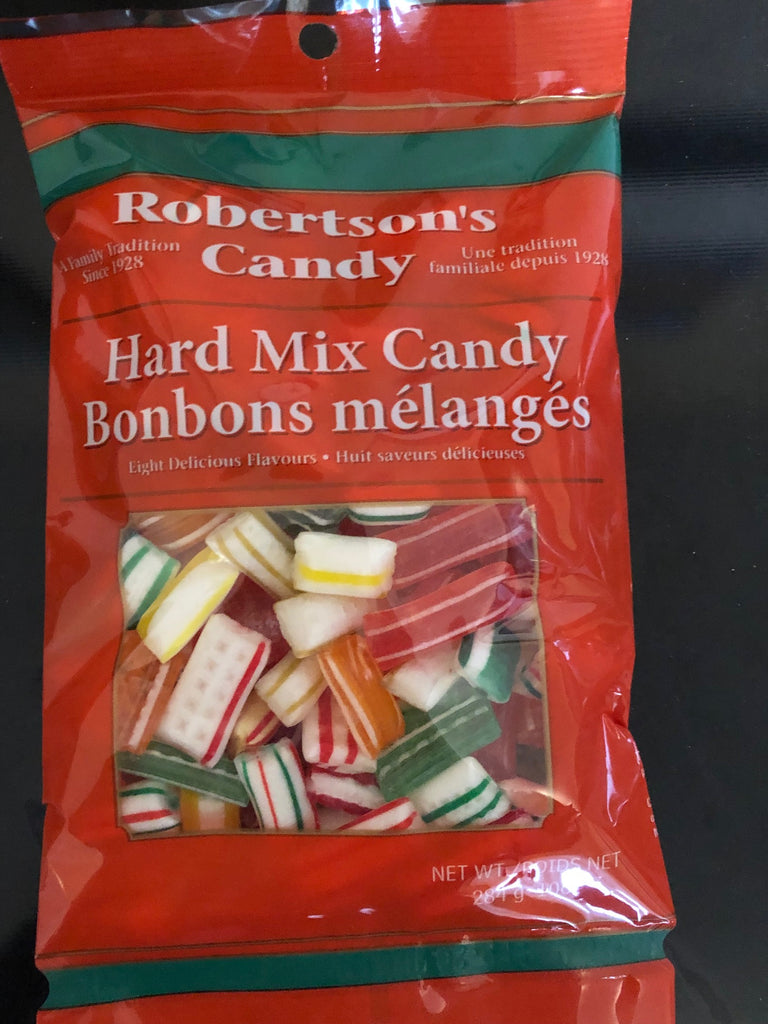 Robertson's
Candy
A Family Tradition
Since 1928
Une tradition
familiale depuis 1928
Hard Mix Candy
Bonbons mélangés
Eight Delicious Flavours • Huit saveurs délicieuses
NET WT./POIDS NET
284 g